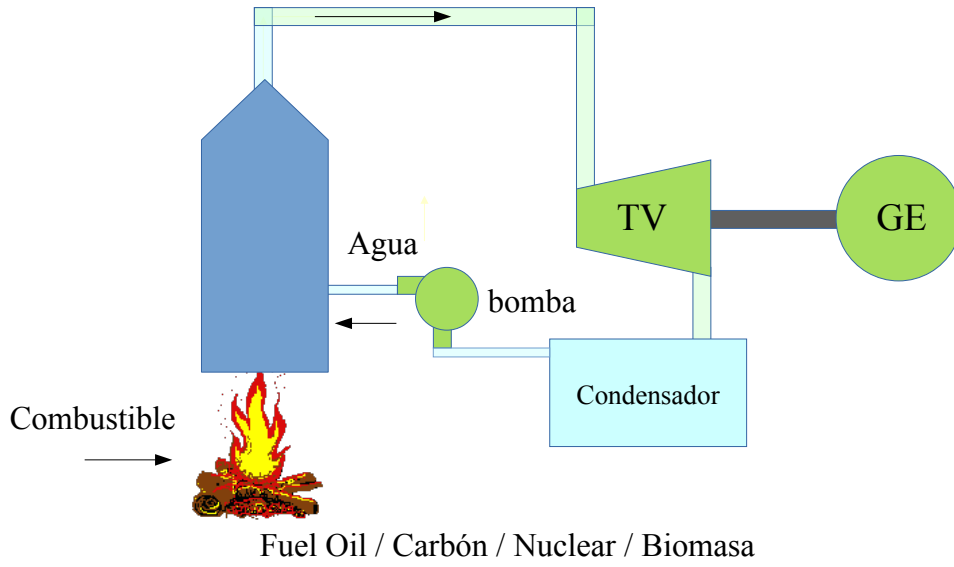 TV
GE
Agua
bomba
Condensador
Combustible
Fuel Oil / Carbón / Nuclear / Biomasa